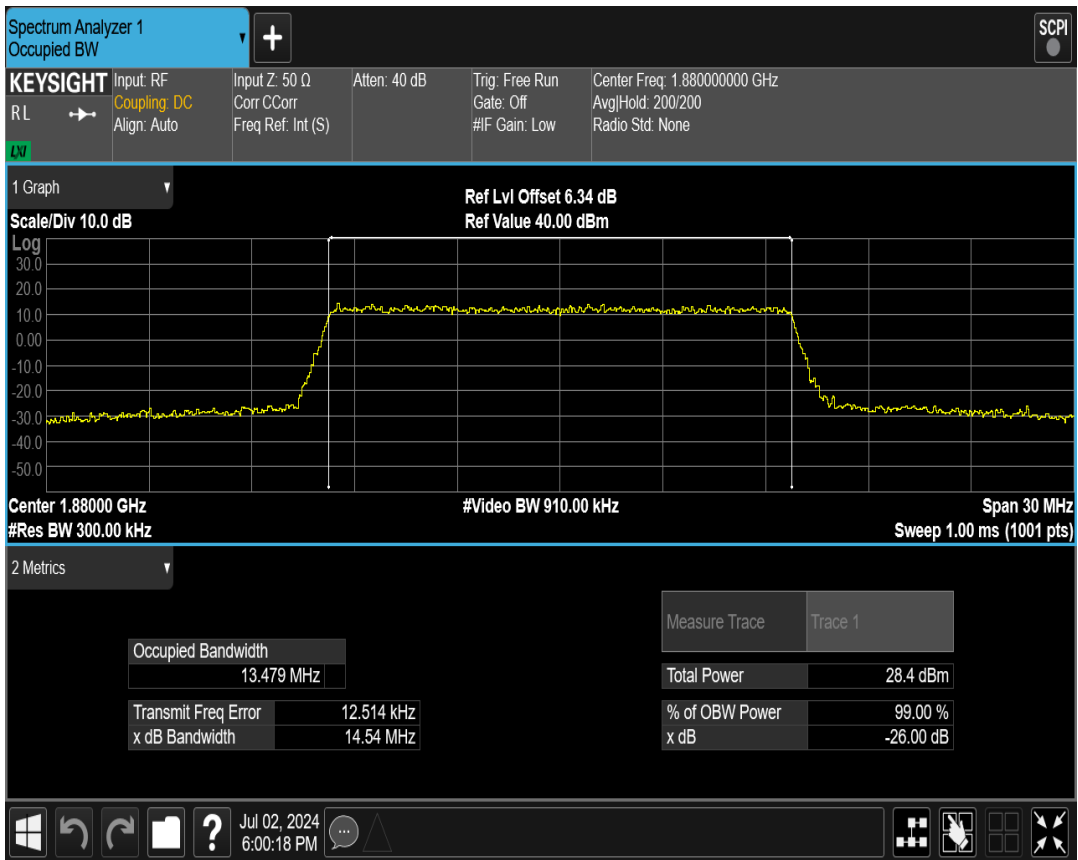 Spectrum Analyzer 1
Occupied BW
+
SCPI
KEYSIGHT
RL
LXI
Input: RF
Coupling: DC
Align: Auto
Input Z: 50 Ω
Corr CCorr
Freq Ref: Int (S)
Atten: 40 dB
Trig: Free Run
Gate: Off
#IF Gain: Low
Center Freq: 1.880000000 GHz
Avg|Hold: 200/200
Radio Std: None
1 Graph
Scale/Div 10.0 dB
Ref Lvl Offset 6.34 dB
Ref Value 40.00 dBm
Log
30.0
20.0
10.0
0.00
-10.0
-20.0
-30.0
-40.0
-50.0
Center 1.88000 GHz
#Video BW 910.00 kHz
Span 30 MHz
#Res BW 300.00 kHz
Sweep 1.00 ms (1001 pts)
2 Metrics
Measure Trace Trace 1
Occupied Bandwidth
13.479 MHz
Total Power 28.4 dBm
Transmit Freq Error 12.514 kHz
% of OBW Power 99.00 %
x dB Bandwidth 14.54 MHz
x dB -26.00 dB
?
Jul 02, 2024
6:00:18 PM